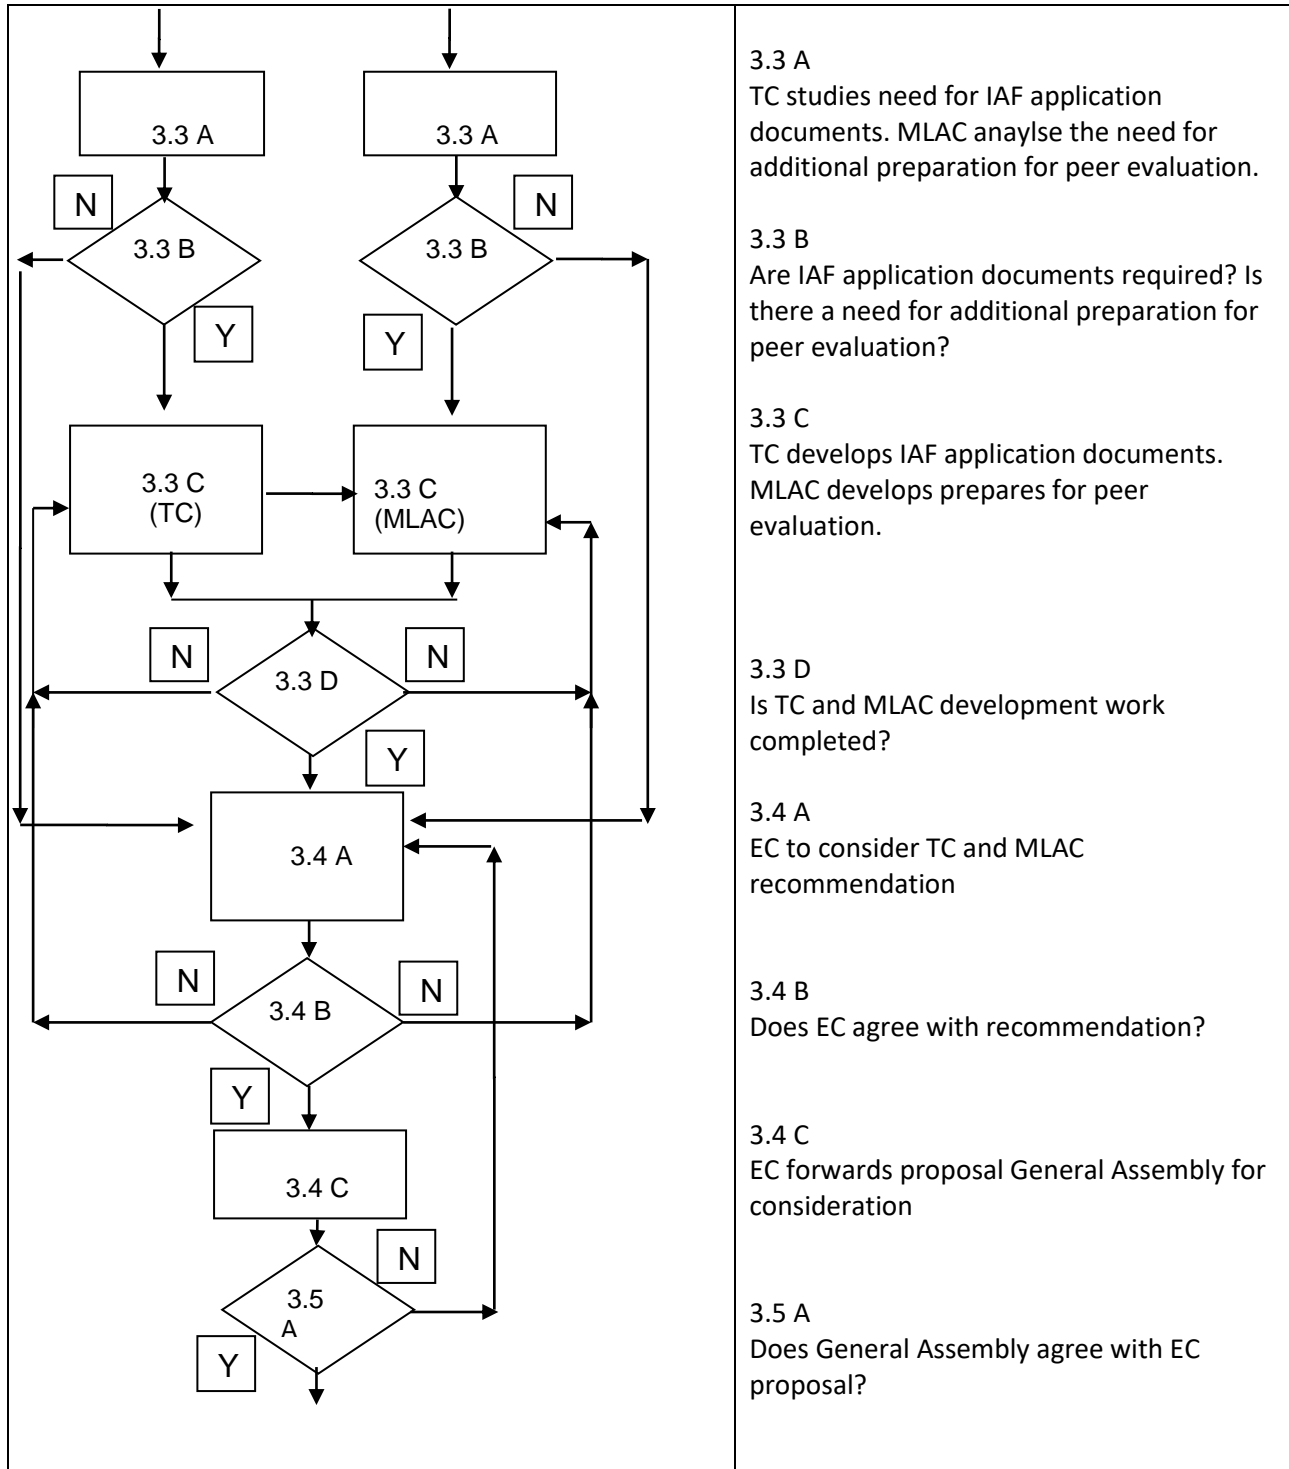 3.3 A
3.3 A
N
N
3.3 B
3.3 B
Y
Y
3.3 C
(TC)
3.3 C
(MLAC)
N
N
3.3 D
Y
3.4 A
N
N
3.4 B
Y
3.4 C
N
3.5
A
Y
3.3 A
TC studies need for IAF application
documents. MLAC anaylse the need for
additional preparation for peer evaluation.
3.3 B
Are IAF application documents required? Is
there a need for additional preparation for
peer evaluation?
3.3 C
TC develops IAF application documents.
MLAC develops prepares for peer
evaluation.
3.3 D
Is TC and MLAC development work
completed?
3.4 A
EC to consider TC and MLAC
recommendation
3.4 B
Does EC agree with recommendation?
3.4 C
EC forwards proposal General Assembly for
consideration
3.5 A
Does General Assembly agree with EC
proposal?